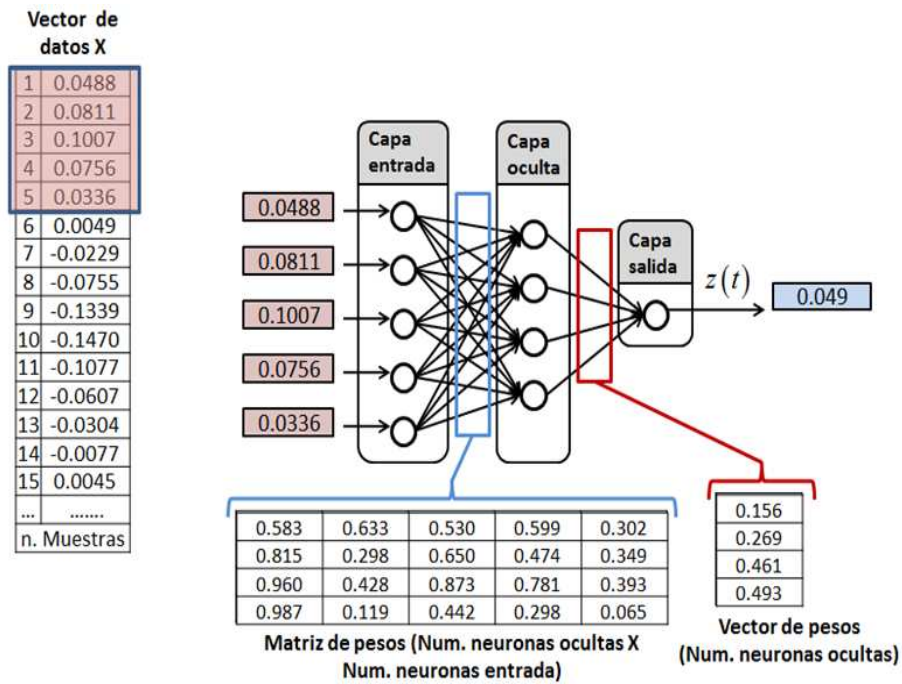 Vector de
datos X
1 0.0488
2 0.0811
3 0.1007
4 0.0756
5 0.0336
6 0.0049
7 -0.0229
8 -0.0755
9 -0.1339
10 -0.1470
11 -0.1077
12 -0.0607
13 -0.0304
14 -0.0077
15 0.0045
... .......
n. Muestras
Capa
entrada
Capa
oculta
Capa
salida
0.0488
0.0811
0.1007
0.0756
0.0336
z(t)
0.049
0.583 0.633 0.530 0.599 0.302
0.815 0.298 0.650 0.474 0.349
0.960 0.428 0.873 0.781 0.393
0.987 0.119 0.442 0.298 0.065
Matriz de pesos (Num. neuronas ocultas X
Num. neuronas entrada)
0.156
0.269
0.461
0.493
Vector de pesos
(Num. neuronas ocultas)